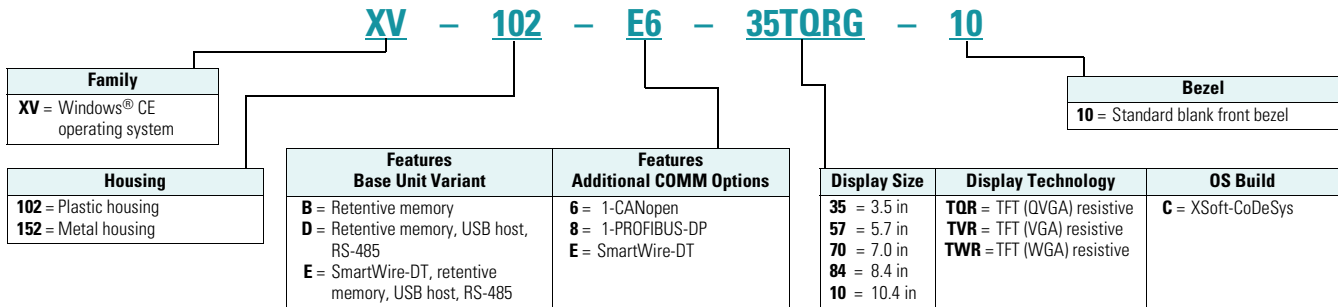 XV – 102 – E6 – 35TQRG – 10
Family
XV = Windows® CE
operating system
Bezel
10 = Standard blank front bezel
Housing
102 = Plastic housing
152 = Metal housing
Features
Base Unit Variant
B = Retentive memory
D = Retentive memory, USB host,
RS-485
E = SmartWire-DT, retentive
memory, USB host, RS-485
Features
Additional COMM Options
6 = 1-CANopen
8 = 1-PROFIBUS-DP
E = SmartWire-DT
Display Size
35 = 3.5 in
57 = 5.7 in
70 = 7.0 in
84 = 8.4 in
10 = 10.4 in
Display Technology
TQR = TFT (QVGA) resistive
TVR = TFT (VGA) resistive
TWR = TFT (WGA) resistive
OS Build
C = XSoft-CoDeSys